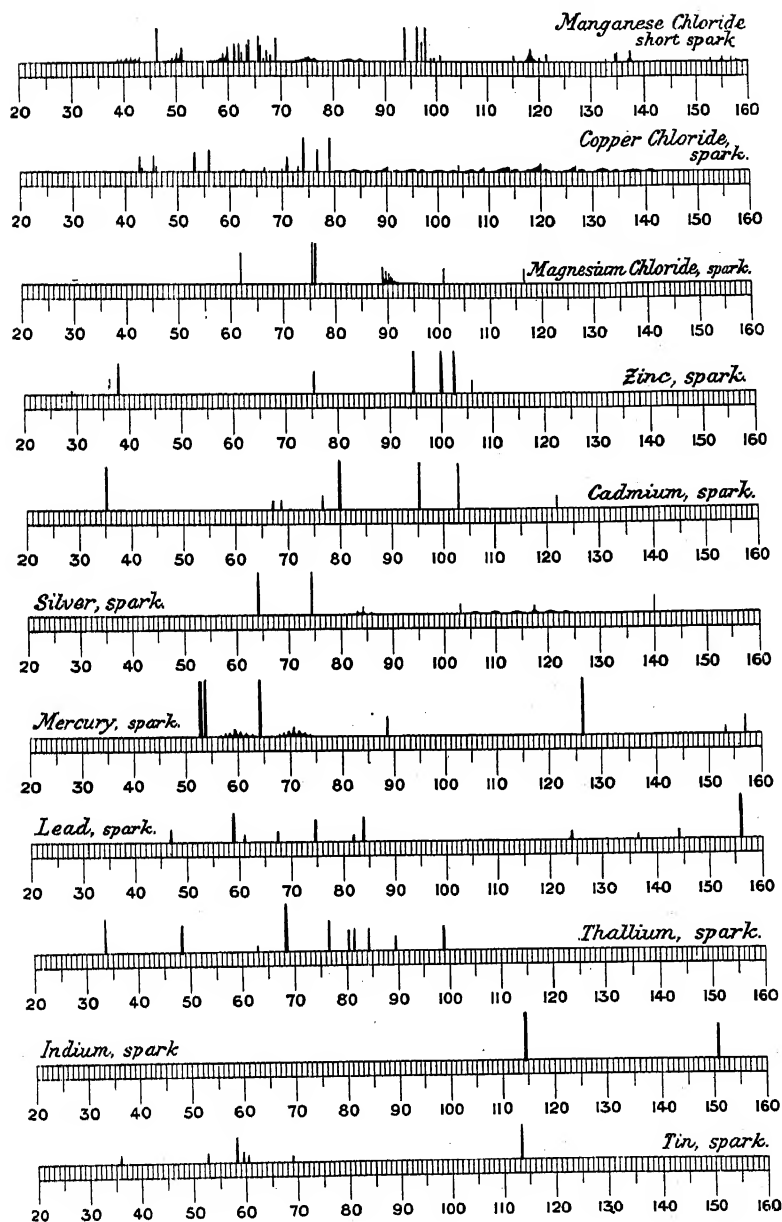 Manganese Chloride
short spark
20 30 40 50 60 70 80 90 100 110 120 130 140 150 160
Copper Chloride,
spark.
20 30 40 50 60 70 80 90 100 110 120 130 140 150 160
Magnesium Chloride, spark.
20 30 40 50 60 70 80 90 100 110 120 130 140 150 160
Zinc, spark.
20 30 40 50 60 70 80 90 100 110 120 130 140 150 160
Cadmium, spark.
20 30 40 50 60 70 80 90 100 110 120 130 140 150 160
Silver, spark.
20 30 40 50 60 70 80 90 100 110 120 130 140 150 160
Mercury, spark.
20 30 40 50 60 70 80 90 100 110 120 130 140 150 160
Lead, spark.
20 30 40 50 60 70 80 90 100 110 120 130 140 150 160
Thallium, spark.
20 30 40 50 60 70 80 90 100 110 120 130 140 150 160
Indium, spark
20 30 40 50 60 70 80 90 100 110 120 130 140 150 160
Tin, spark.
20 30 40 50 60 70 80 90 100 110 120 130 140 150 160